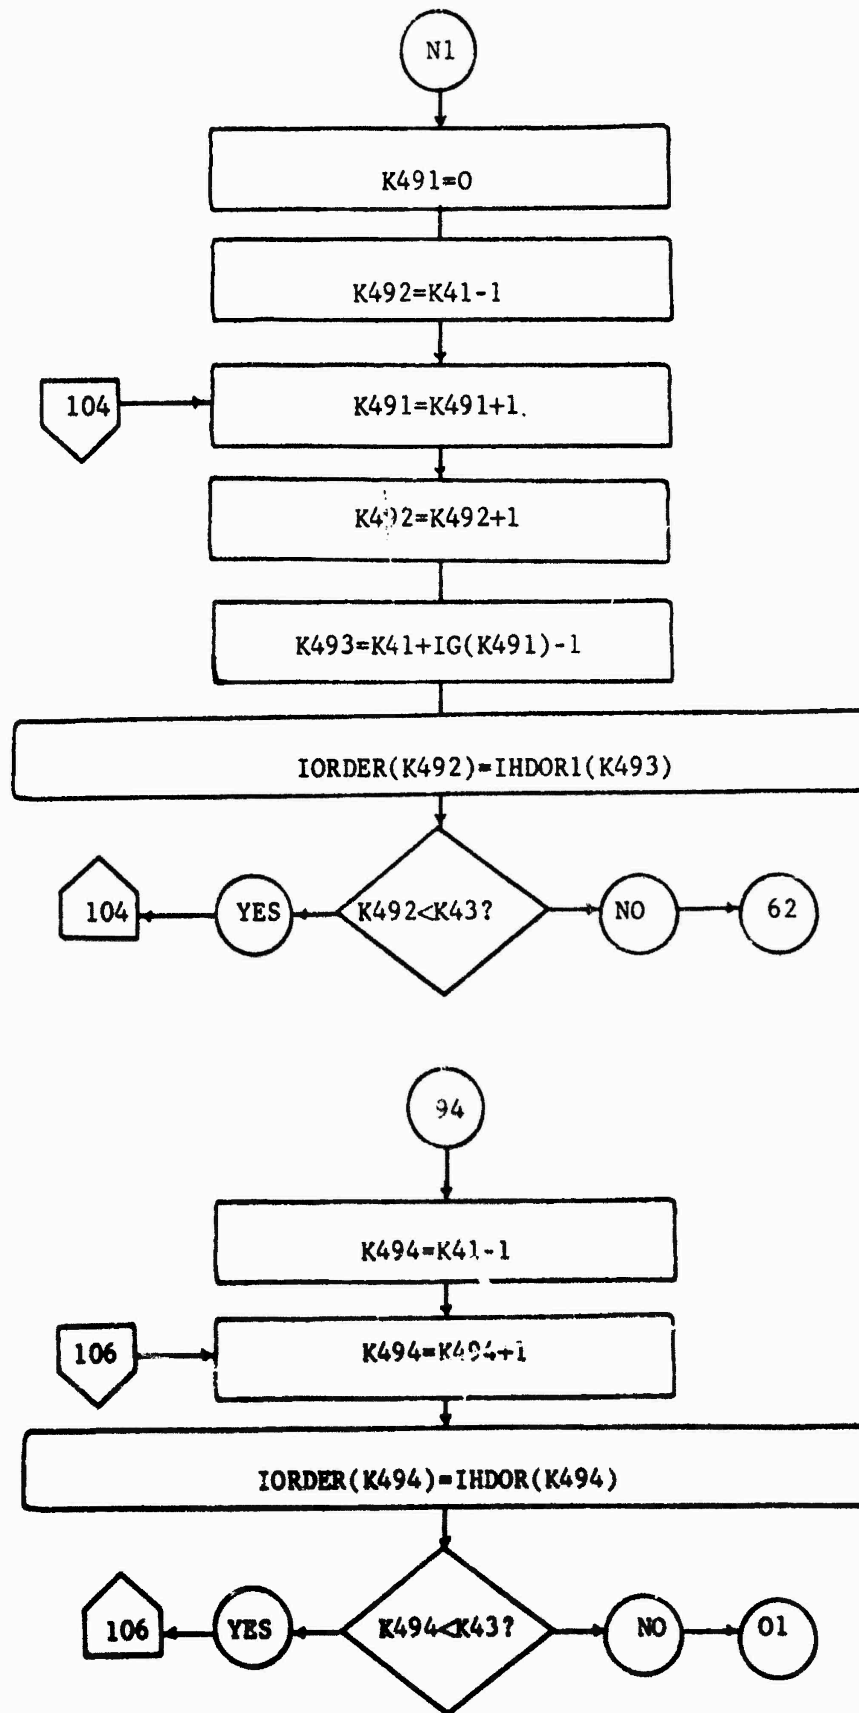 N1
K491=0
K492=K41-1
104
K491=K491+1.
K492=K492+1
K493=K41+IG(K491)-1
IORDER(K492)=IHDOR1(K493)
104
YES
K492<K43?
NO
62
94
K494=K41-1
106
K494=K494+1
IORDER(K494)=IHDOR(K494)
106
YES
K494<K43?
NO
01